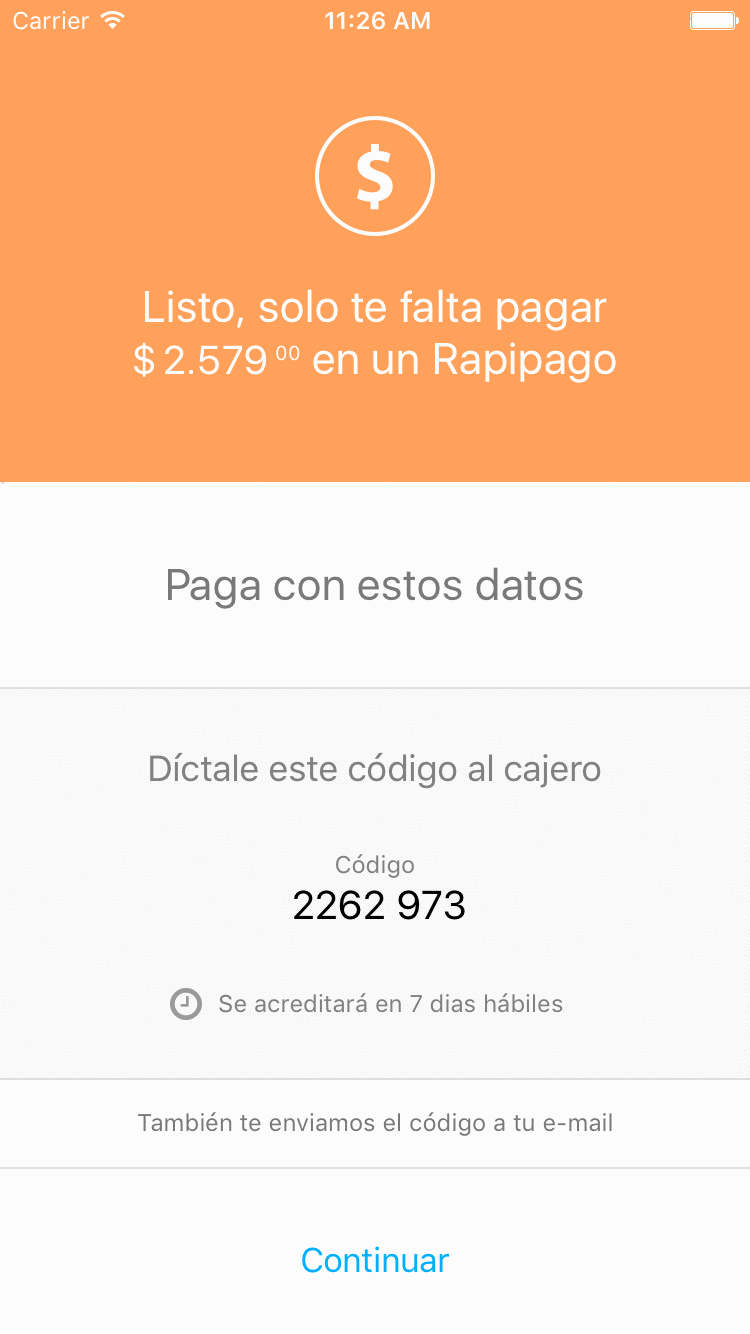 Carrier 11:26 AM
$
Listo, solo te falta pagar
$ 2.579 00 en un Rapipago
Paga con estos datos
Díctale este código al cajero
Código
2262 973
Se acreditará en 7 dias hábiles
También te enviamos el código a tu e-mail
Continuar